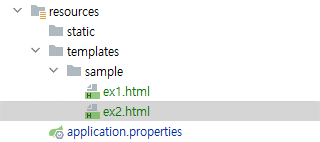 resources
static
templates
sample
ex1.html
ex2.html
application.properties